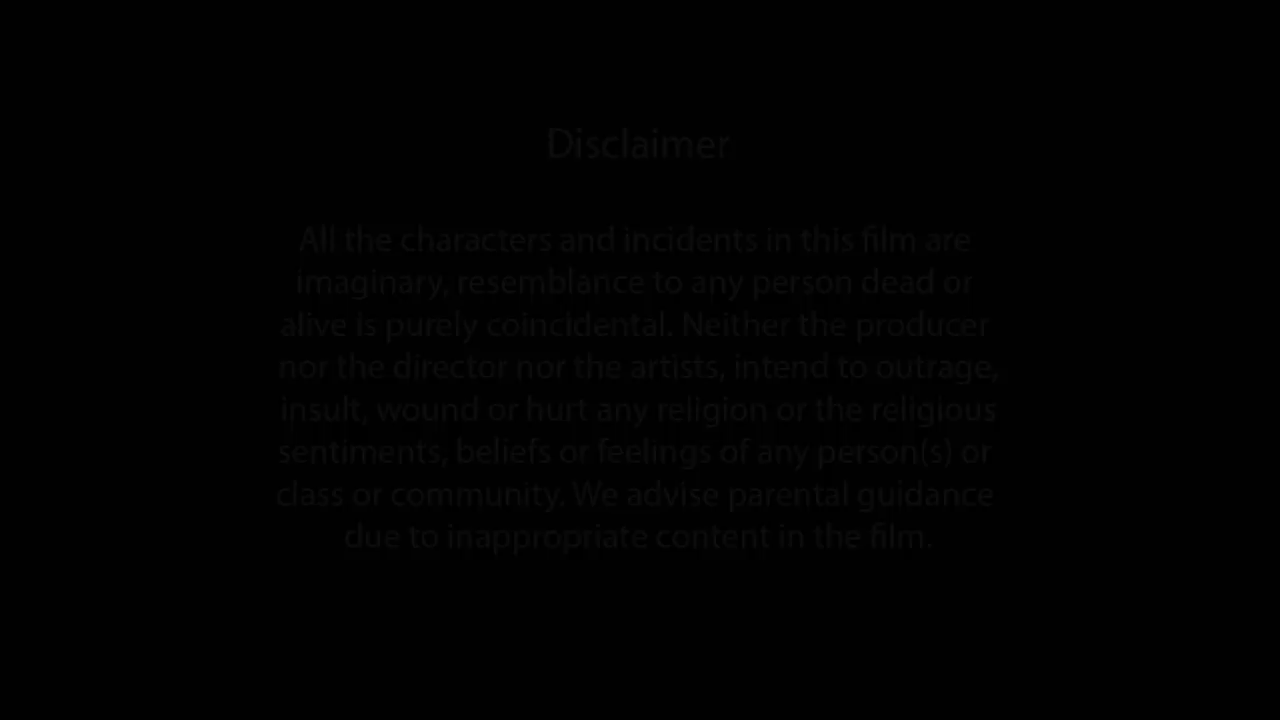 Disclaimer
All the characters and incidents in this film are
imaginary, resemblance to any person dead or
alive is purely coincidental. Neither the producer
nor the director nor the artists, intend to outrage,
insult, wound or hurt any religion or the religious
sentiments, beliefs or feelings of any person(s) or
class or community. We advise parental guidance
due to inappropriate content in the film.